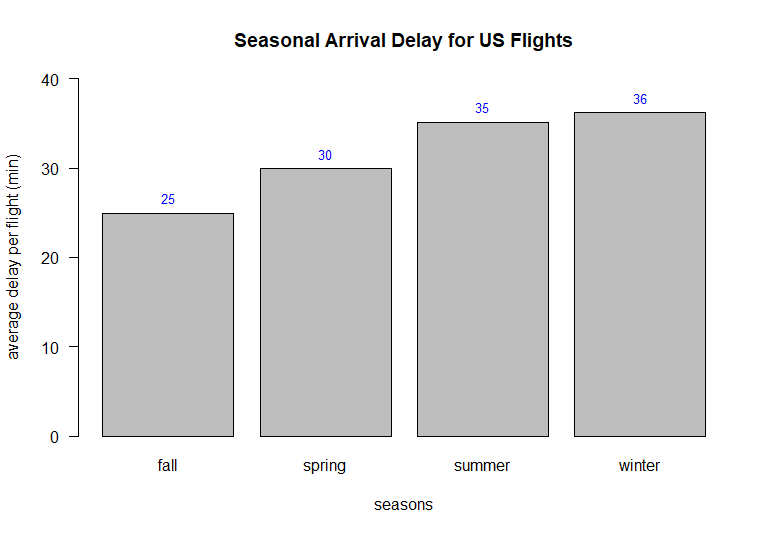 Seasonal Arrival Delay for US Flights
average delay per flight (min)
40
30
20
10
0
25
30
35
36
fall
spring
summer
winter
seasons